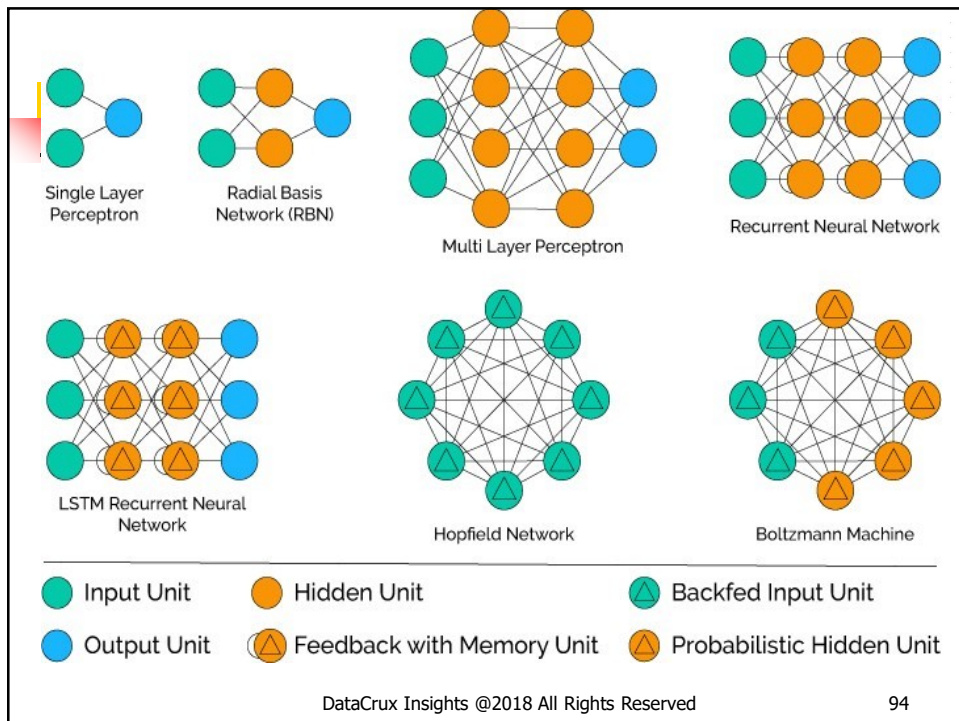 Single Layer
Perceptron
Radial Basis
Network (RBN)
Multi Layer Perceptron
Recurrent Neural Network
LSTM Recurrent Neural
Network
Hopfield Network
Boltzmann Machine
Input Unit
Hidden Unit
Backfed Input Unit
Output Unit
Feedback with Memory Unit
Probabilistic Hidden Unit
DataCrux Insights @2018 All Rights Reserved
94